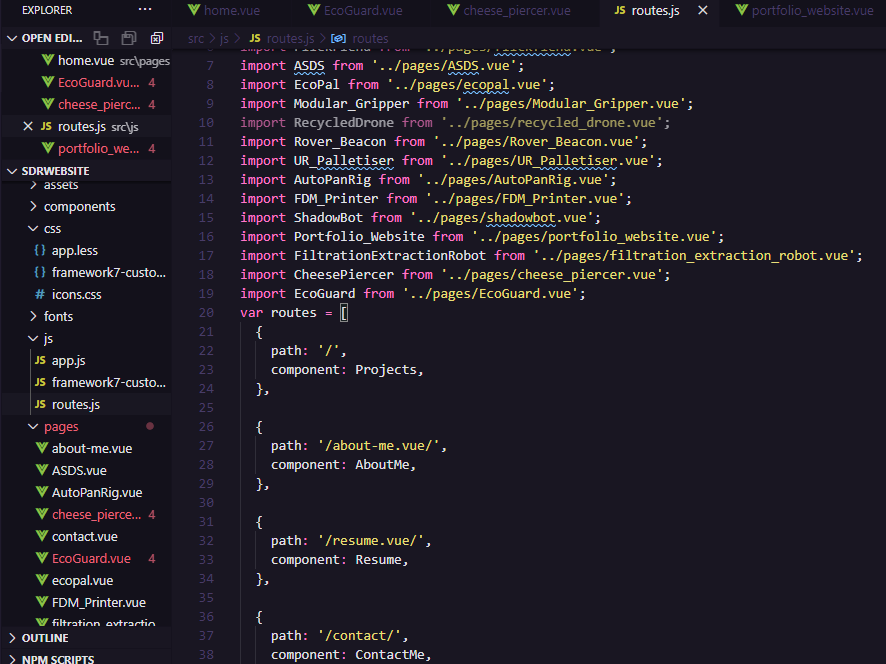 EXPLORER
...
home.vue
EcoGuard.vue
cheese_piercer.vue
JS routes.js
portfolio_website.vue
OPEN EDI...
src > js > JS routes.js > routes
home.vue src\pages
EcoGuard.vu... 4
cheese_pierc... 4
JS routes.js src\js
portfolio_we... 4
SDRWEBSITE
assets
components
css
{} app.less
{} framework7-custo...
# icons.css
fonts
js
JS app.js
JS framework7-custo...
JS routes.js
pages
about-me.vue
ASDS.vue
AutoPanRig.vue
cheese_pierce... 4
contact.vue
EcoGuard.vue 4
ecopal.vue
FDM_Printer.vue
filtration_extractio
OUTLINE
NPM SCRIPTS
7 import ASDS from '../pages/ASDS.vue';
8 import EcoPal from '../pages/ecopal.vue';
9 import Modular_Gripper from '../pages/Modular_Gripper.vue';
10 import RecycledDrone from '../pages/recycled_drone.vue';
11 import Rover_Beacon from '../pages/Rover_Beacon.vue';
12 import UR_Palletiser from '../pages/UR_Palletiser.vue';
13 import AutoPanRig from '../pages/AutoPanRig.vue';
14 import FDM_Printer from '../pages/FDM_Printer.vue';
15 import ShadowBot from '../pages/shadowbot.vue';
16 import Portfolio_Website from '../pages/portfolio_website.vue';
17 import FiltrationExtractionRobot from '../pages/filtration_extraction_robot.vue';
18 import CheesePiercer from '../pages/cheese_piercer.vue';
19 import EcoGuard from '../pages/EcoGuard.vue';
20 var routes = [
21 {
22 path: '/',
23 component: Projects,
24 },
25
26 {
27 path: '/about-me.vue/',
28 component: AboutMe,
29 },
30
31 {
32 path: '/resume.vue/',
33 component: Resume,
34 },
35
36 {
37 path: '/contact/',
38 component: ContactMe,